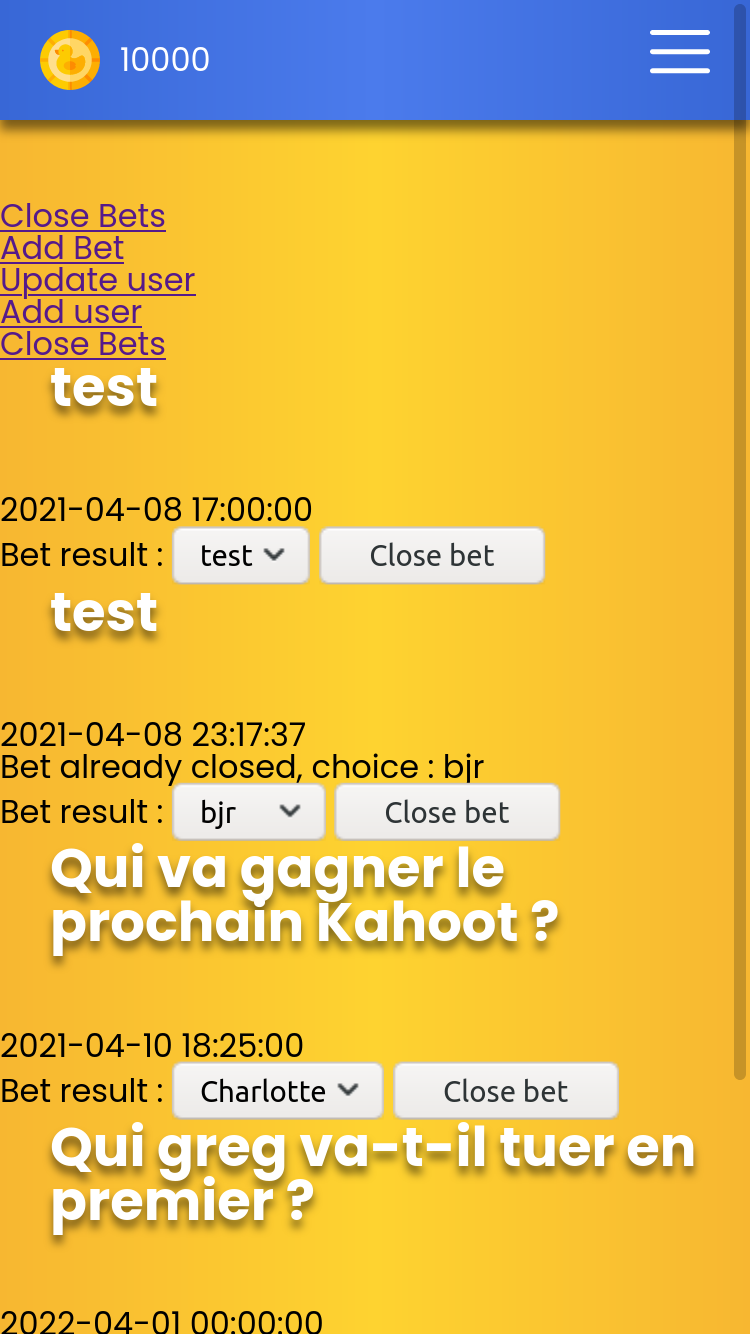 10000
Close Bets
Add Bet
Update user
Add user
Close Bets
test
2021-04-08 17:00:00
Bet result : test Close bet
test
2021-04-08 23:17:37
Bet already closed, choice : bjr
Bet result : bjr Close bet
Qui va gagner le
prochain Kahoot ?
2021-04-10 18:25:00
Bet result : Charlotte Close bet
Qui greg va-t-il tuer en
premier ?
2022-04-01 00:00:00